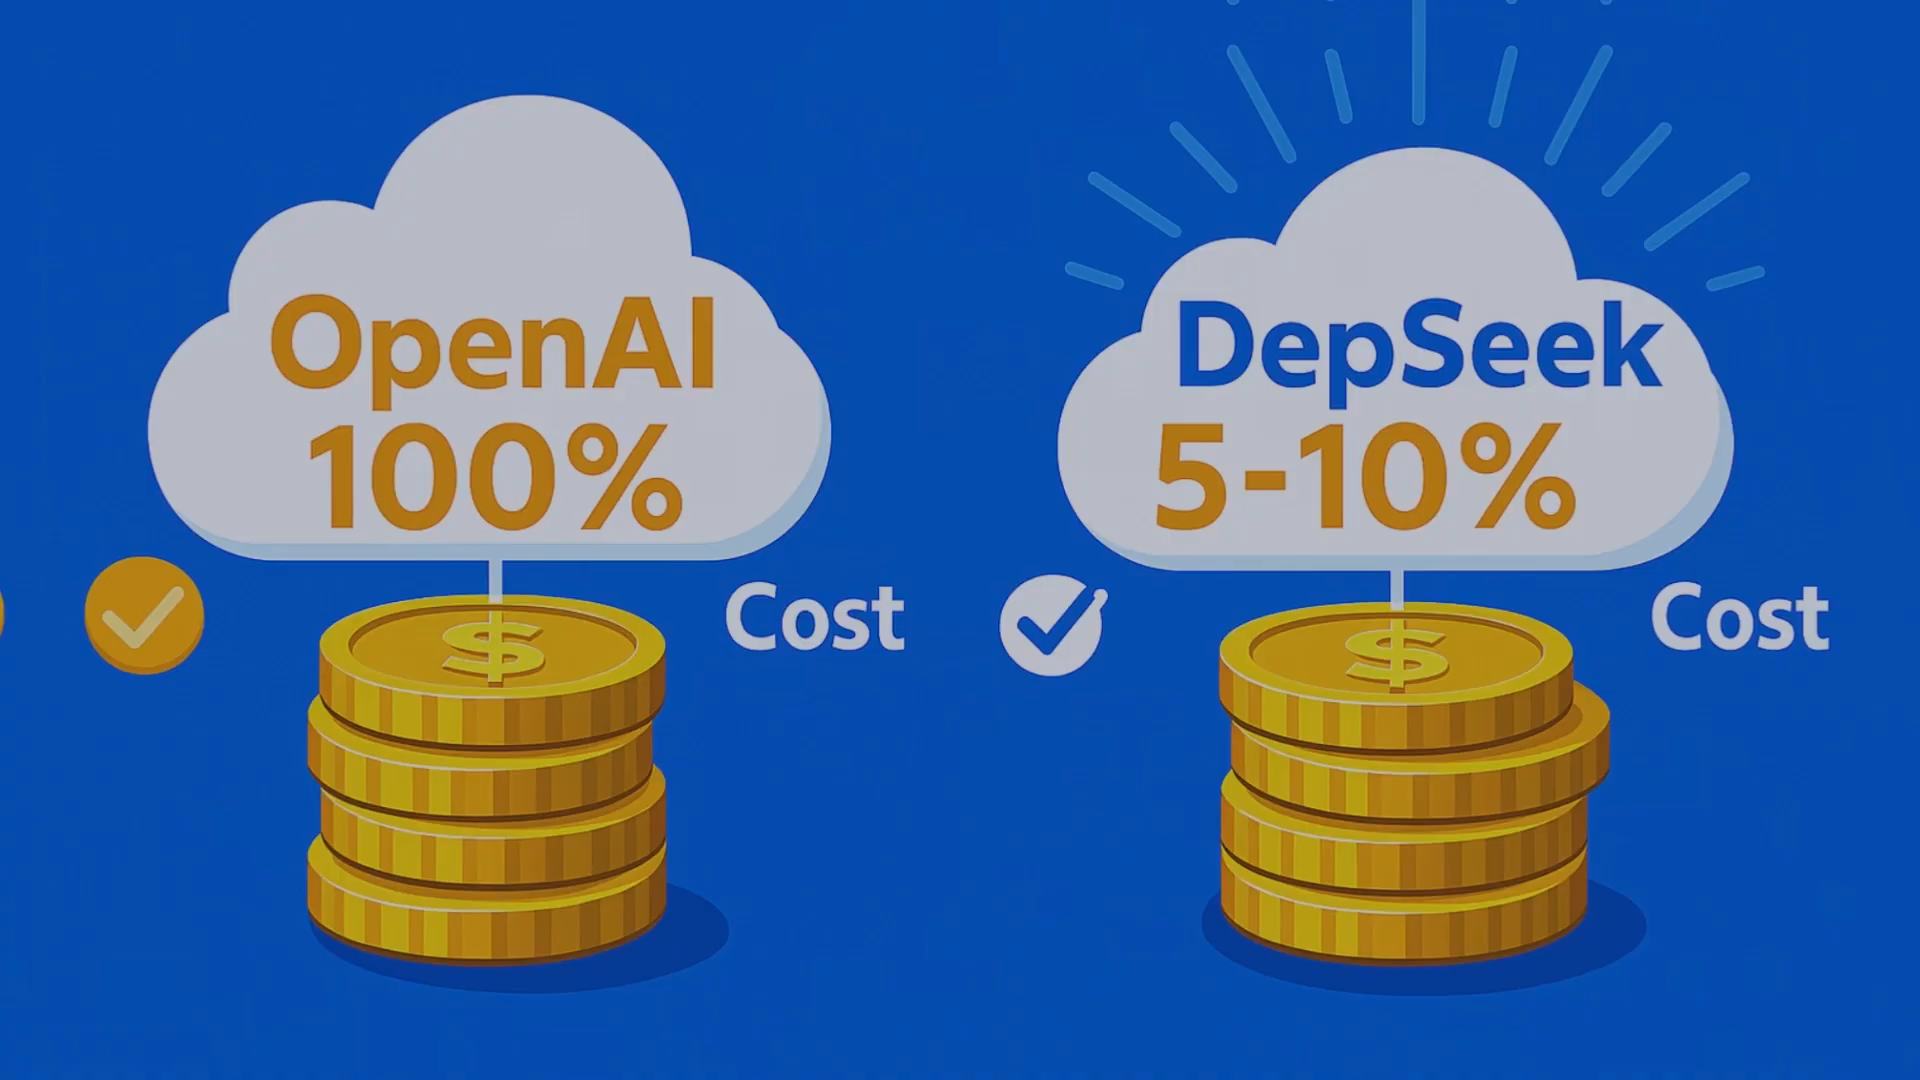 OpenAI
100%
Cost
DepSeek
5-10%
Cost
$
$